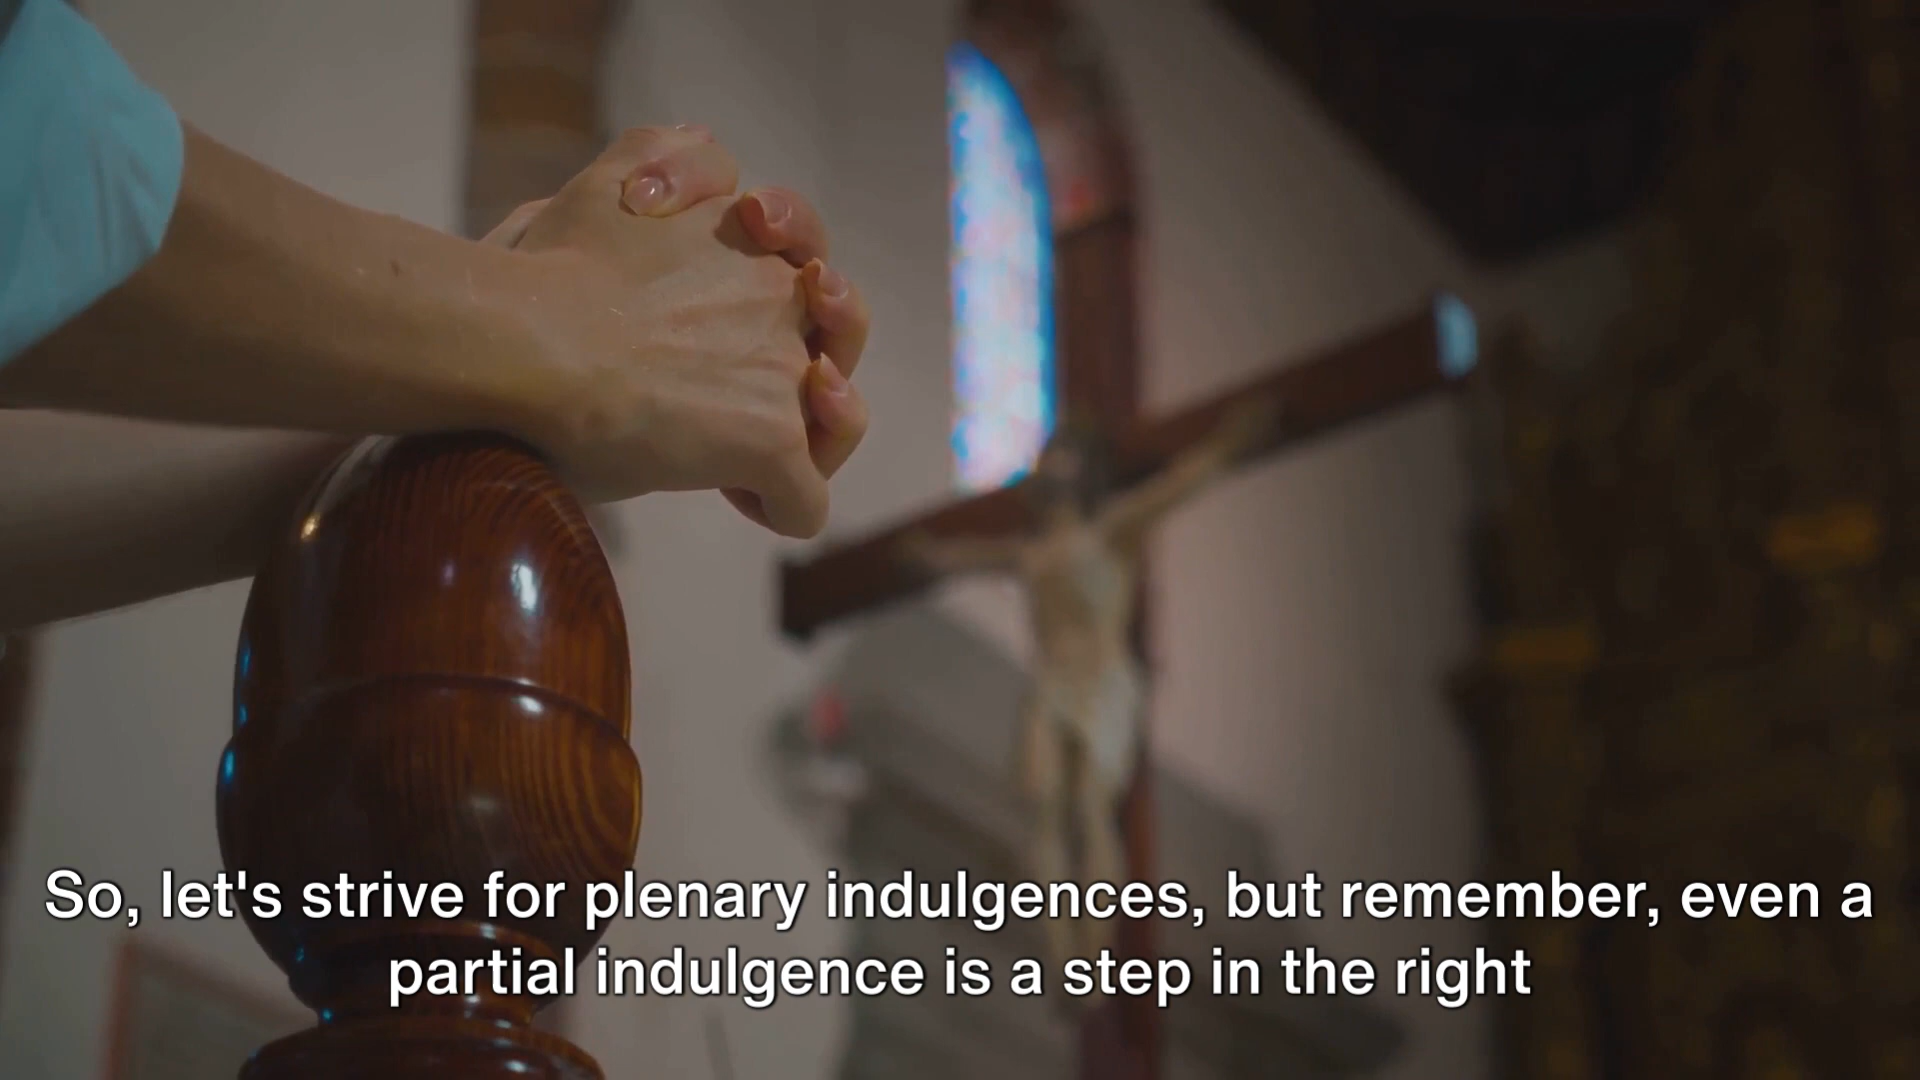 So, let's strive for plenary indulgences, but remember, even a
partial indulgence is a step in the right